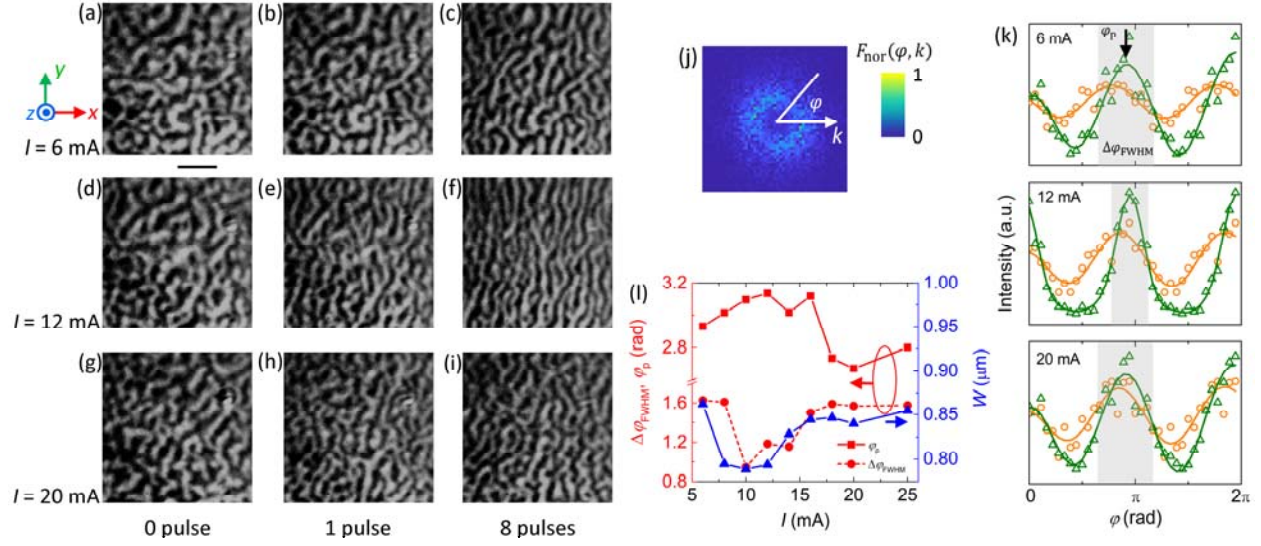 (a) (b) (c)
y
z x
I = 6 mA
(d) (e) (f)
I = 12 mA
(g) (h) (i)
I = 20 mA
0 pulse 1 pulse 8 pulses
(j)
F_nor(φ, k)
1
0
φ
k
(l)
3.2
2.8
1.6
1.2
0.8
Δφ_FWHM, φ_p (rad)
1.00
0.95
0.90
0.85
0.80
W (μm)
φ_p
Δφ_FWHM
5 10 15 20 25
I (mA)
(k)
6 mA
φ_P
Δφ_FWHM
12 mA
20 mA
Intensity (a.u.)
0 π 2π
φ (rad)